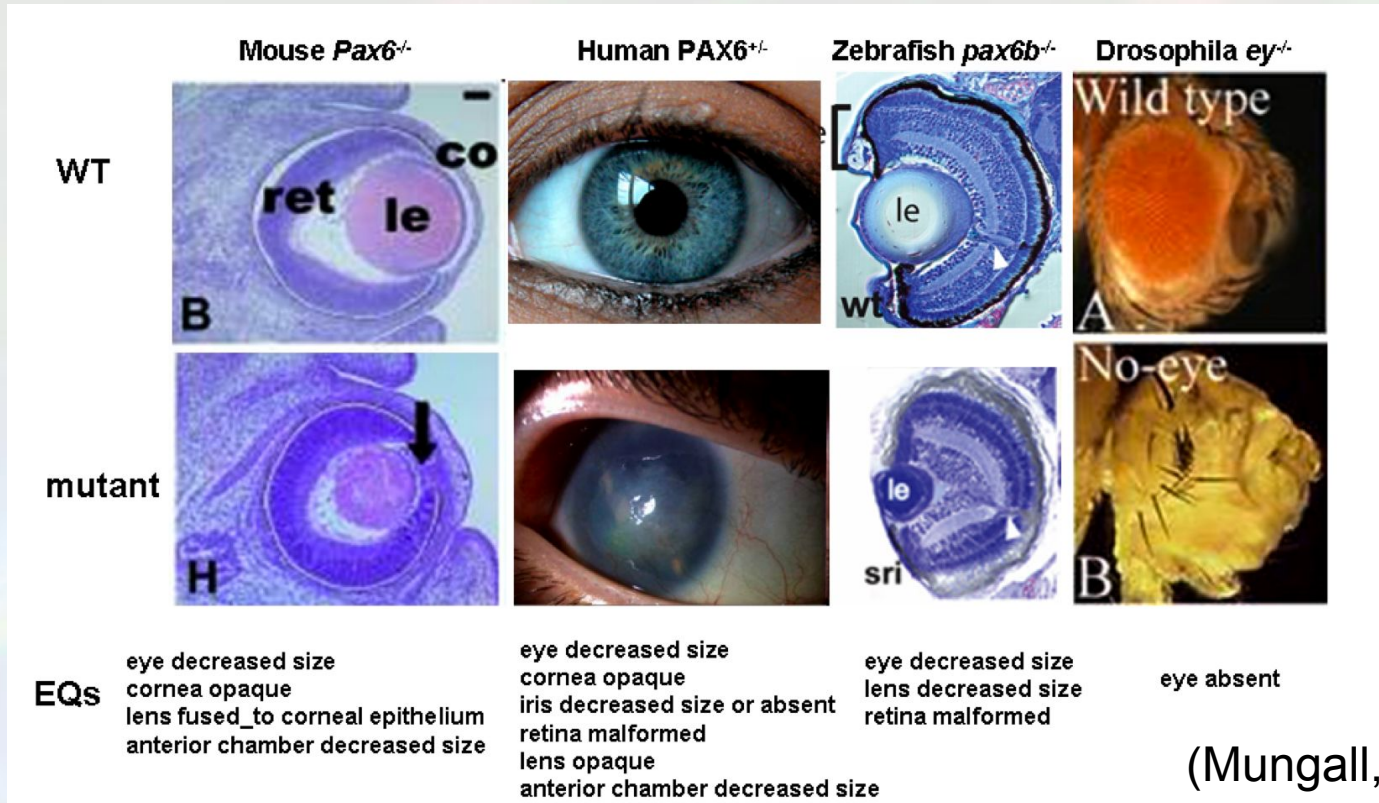 Mouse Pax6-/-
Human PAX6+/-
Zebrafish pax6b-/-
Drosophila ey-/-
WT
co
ret
le
B
e
le
wt
Wild type
A
mutant
H
le
sri
No-eye
B
EQs
eye decreased size
cornea opaque
lens fused_to corneal epithelium
anterior chamber decreased size
eye decreased size
cornea opaque
iris decreased size or absent
retina malformed
lens opaque
anterior chamber decreased size
eye decreased size
lens decreased size
retina malformed
eye absent
(Mungall,